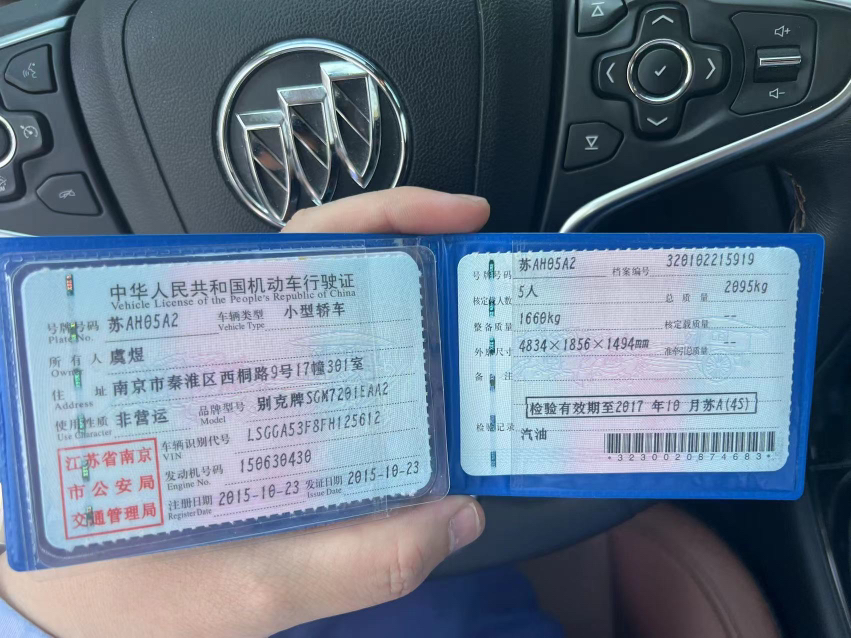 中华人民共和国机动车行驶证
Vehicle License of the People's Republic of China
号牌号码 苏AH05A2 车辆类型 小型轿车
Plate No. Vehicle Type
所有人 虞煜
Owner
住址 南京市秦淮区西桐路9号17幢301室
Address
使用性质 非营运 品牌型号 别克牌SGM7201EAA2
Use Character Model
江苏省南京市公安局交通管理局
车辆识别代号 LSGGA53F8FH125612
VIN
发动机号码 150630430
Engine No.
注册日期 2015-10-23 发证日期 2015-10-23
Register Date Issue Date
号牌号码 苏AH05A2 档案编号 320102215919
核定载人数 5人 总质量 2095kg
整备质量 1660kg 核定载质量 --
外廓尺寸 4834×1856×1494mm 准牵引总质量 --
备注
检验记录 检验有效期至2017年10月苏A(4S)
汽油
*3230020874683*